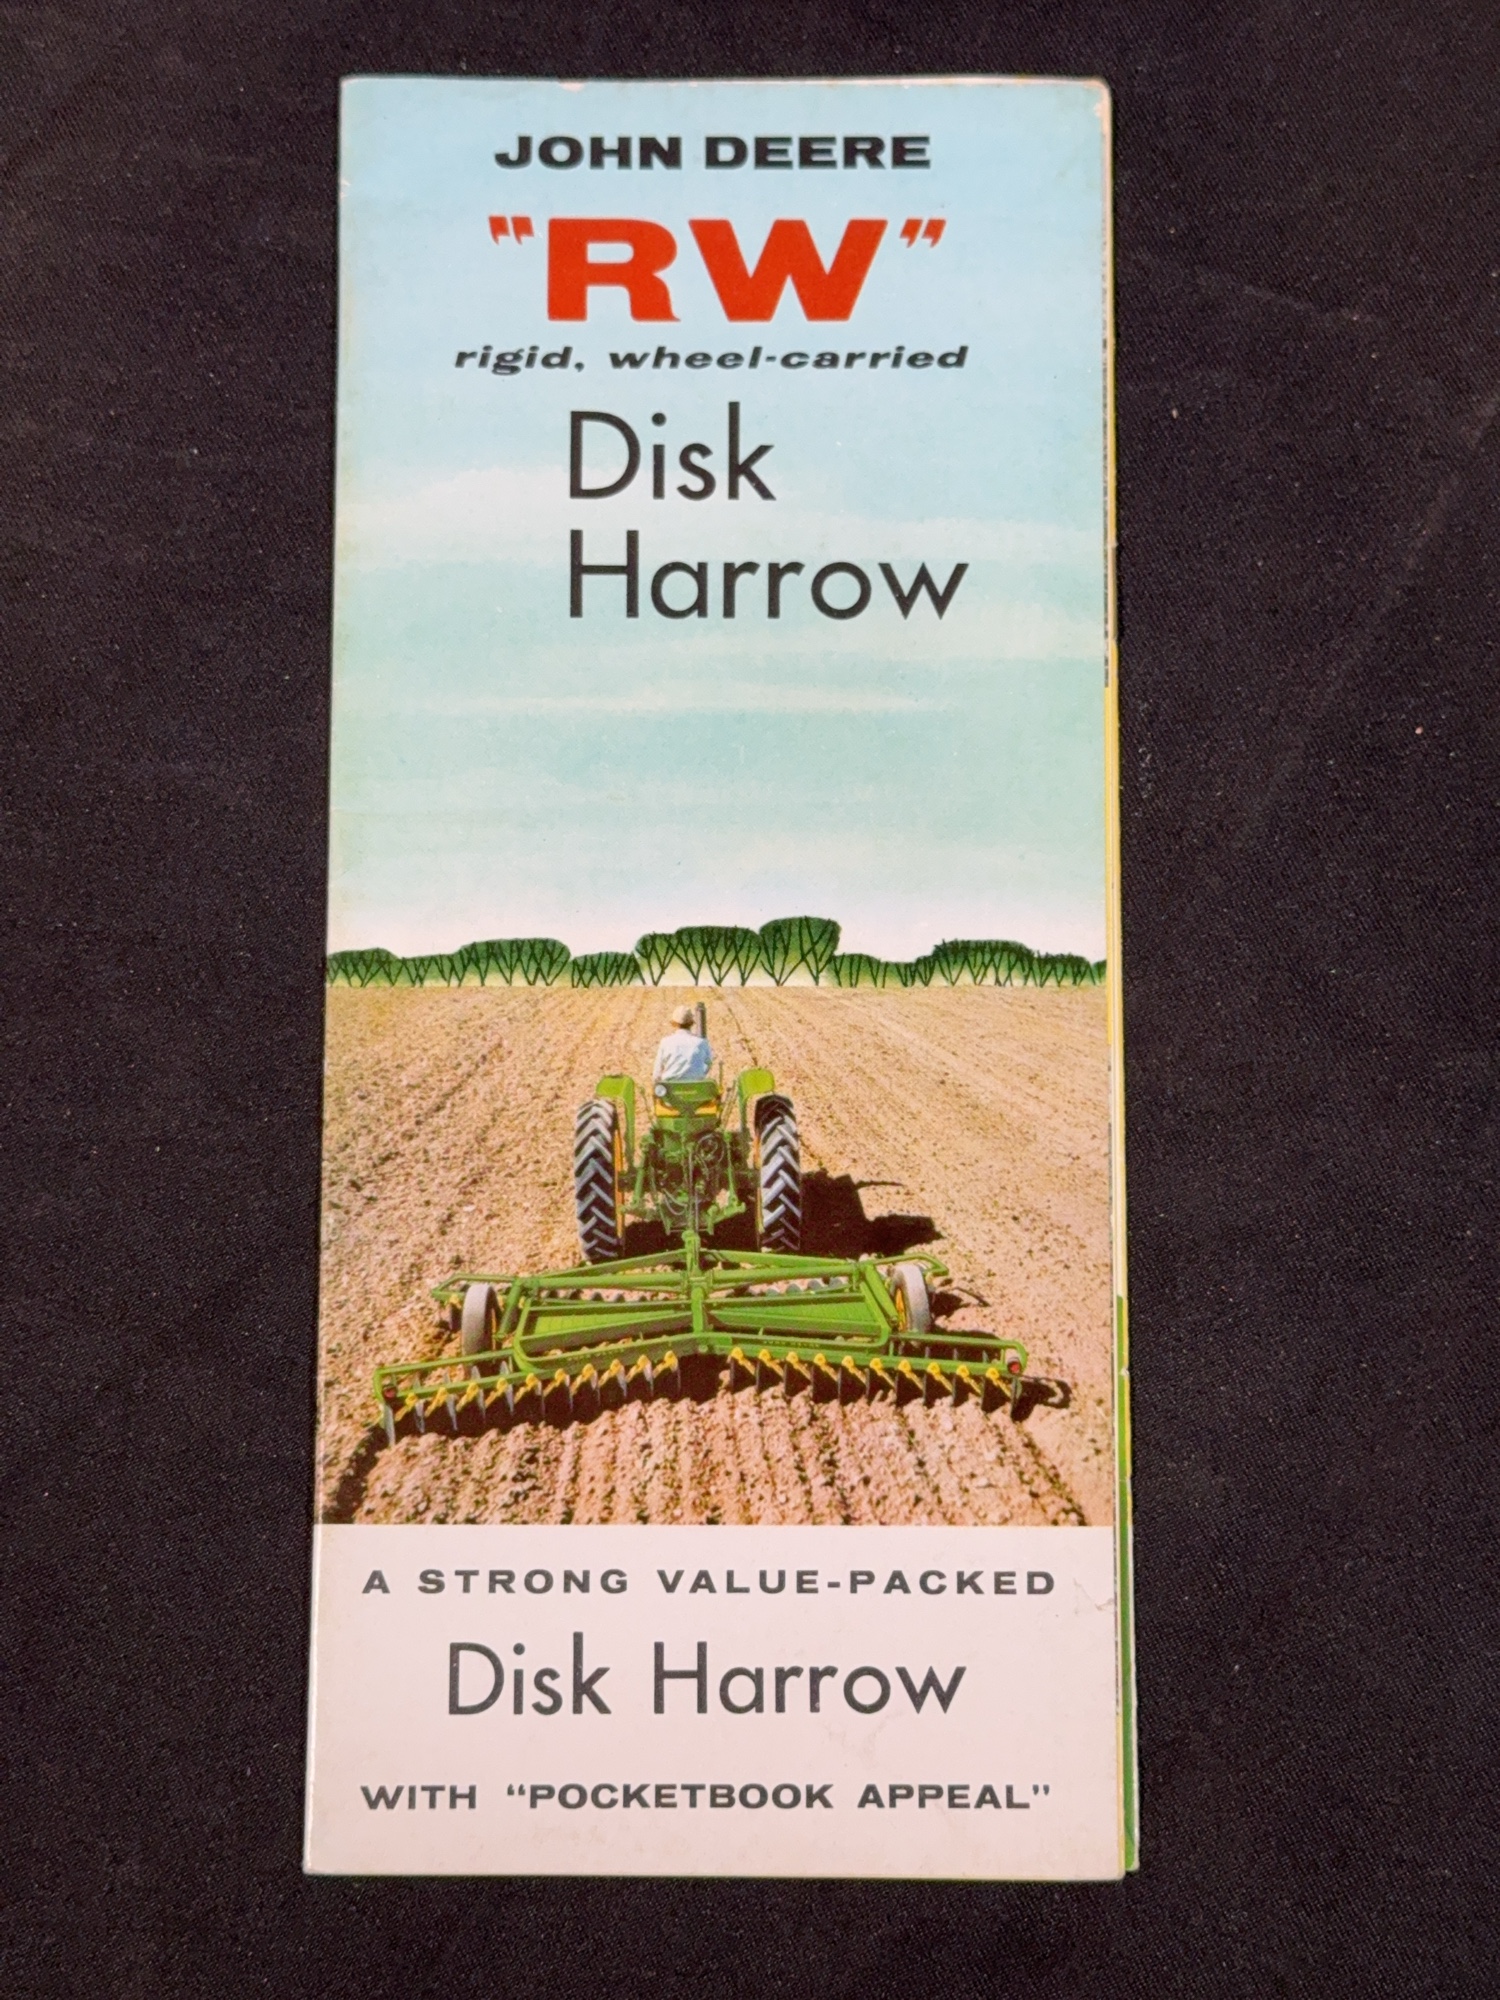 JOHN DEERE
"RW"
rigid, wheel-carried
Disk
Harrow
A STRONG VALUE-PACKED
Disk Harrow
WITH "POCKETBOOK APPEAL"